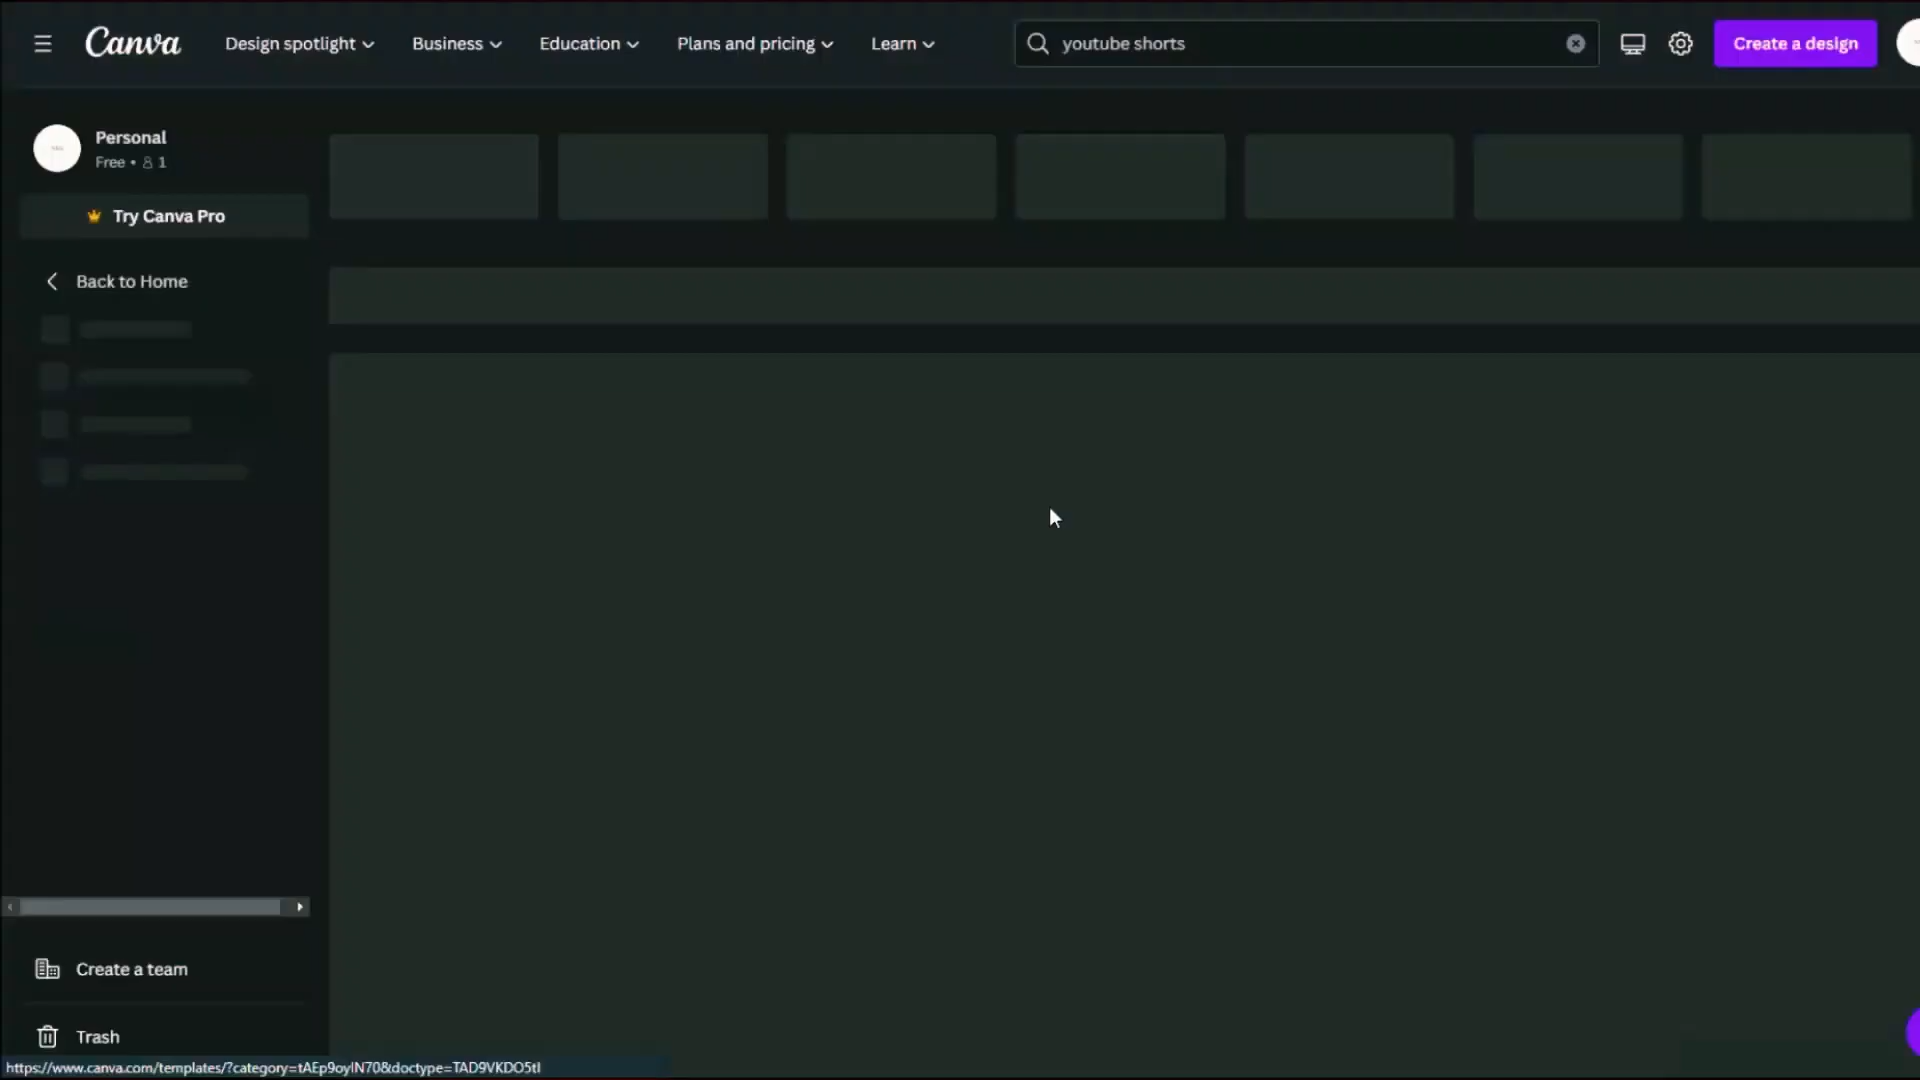 Canva
Design spotlight
Business
Education
Plans and pricing
Learn
youtube shorts
Create a design
Personal
Free • 1
Try Canva Pro
Back to Home
Create a team
Trash
https://www.canva.com/templates/?category=tAEp9oylN70&doctype=TAD9VKDO5tI